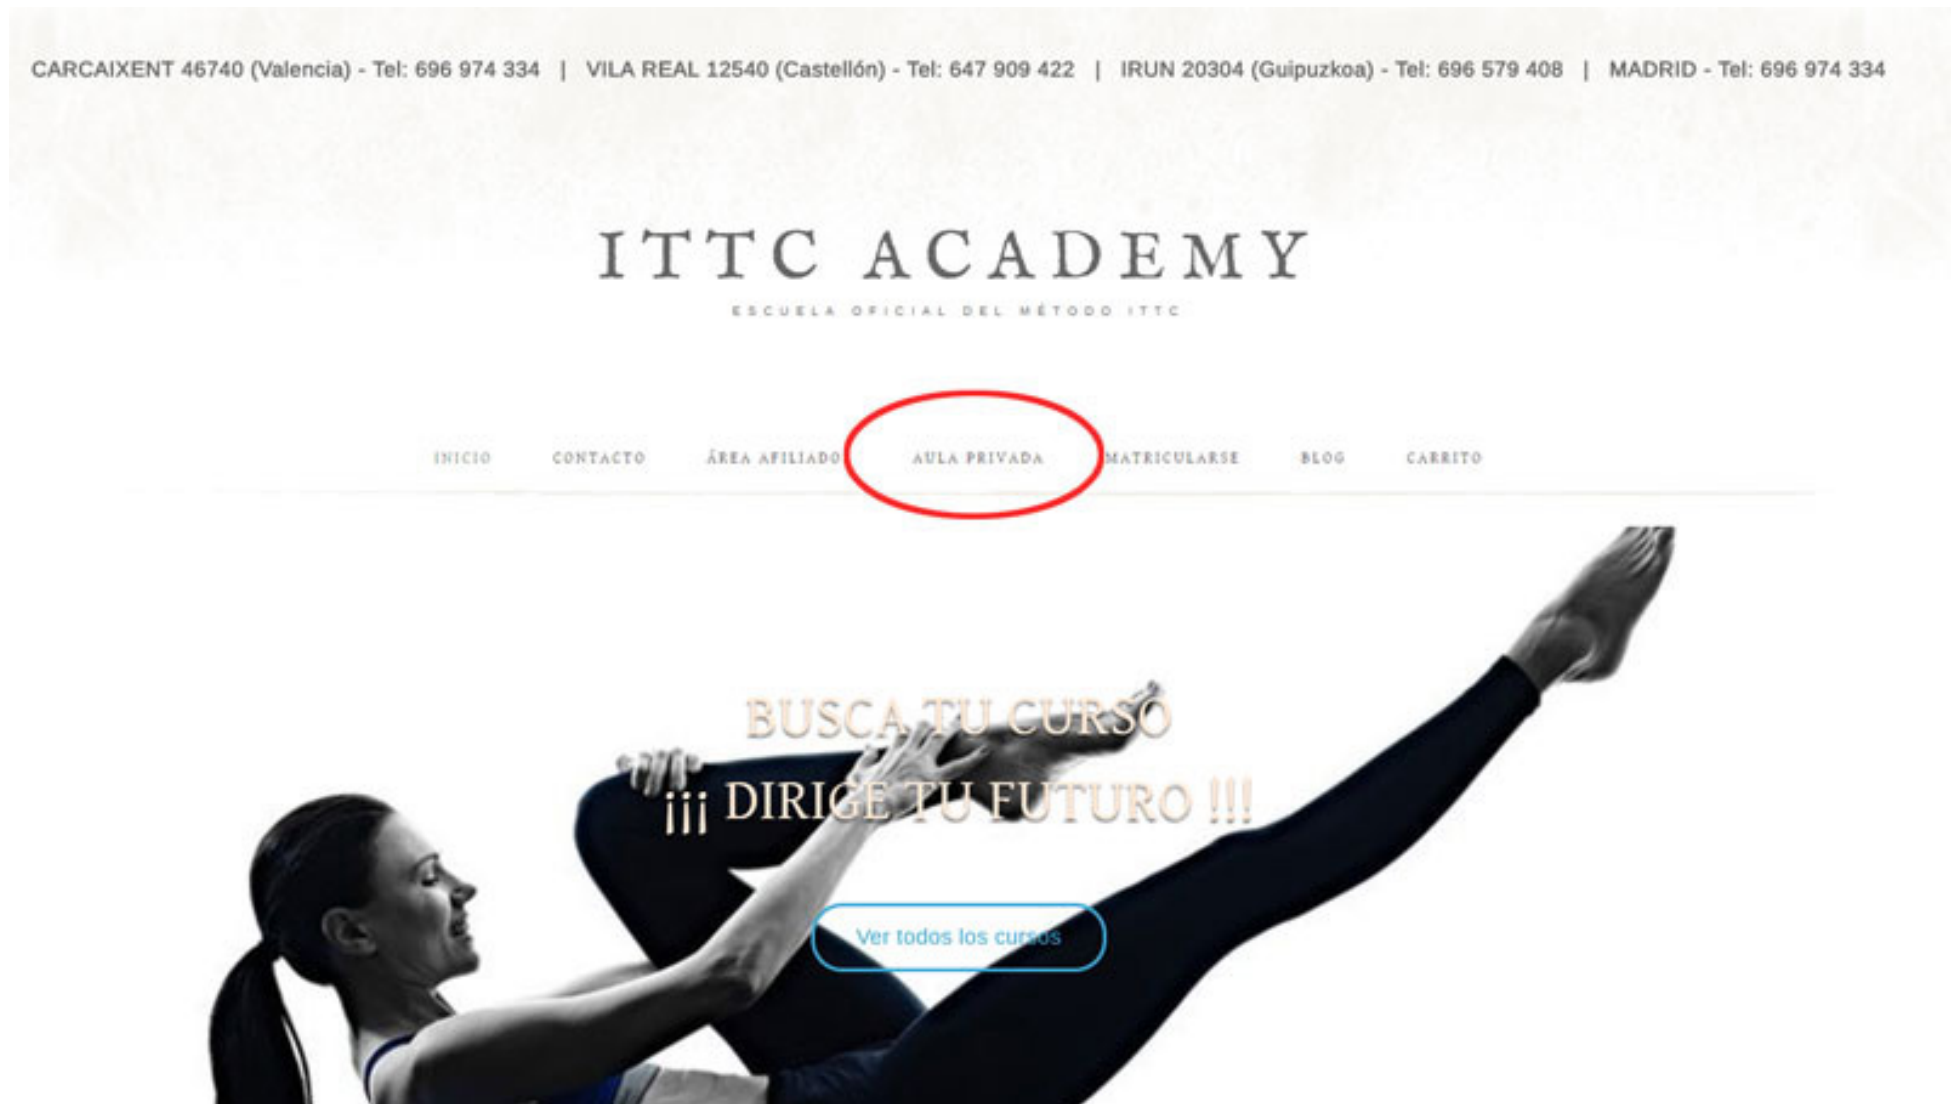 CARCAIXENT 46740 (Valencia) - Tel: 696 974 334 | VILA REAL 12540 (Castellón) - Tel: 647 909 422 | IRUN 20304 (Guipuzkoa) - Tel: 696 579 408 | MADRID - Tel: 696 974 334
ITTC ACADEMY
ESCUELA OFICIAL DEL MÉTODO ITTC
INICIO CONTACTO ÁREA AFILIADO AULA PRIVADA MATRICULARSE BLOG CARRITO
BUSCA TU CURSO
¡¡¡ DIRIGE TU FUTURO !!!
Ver todos los cursos